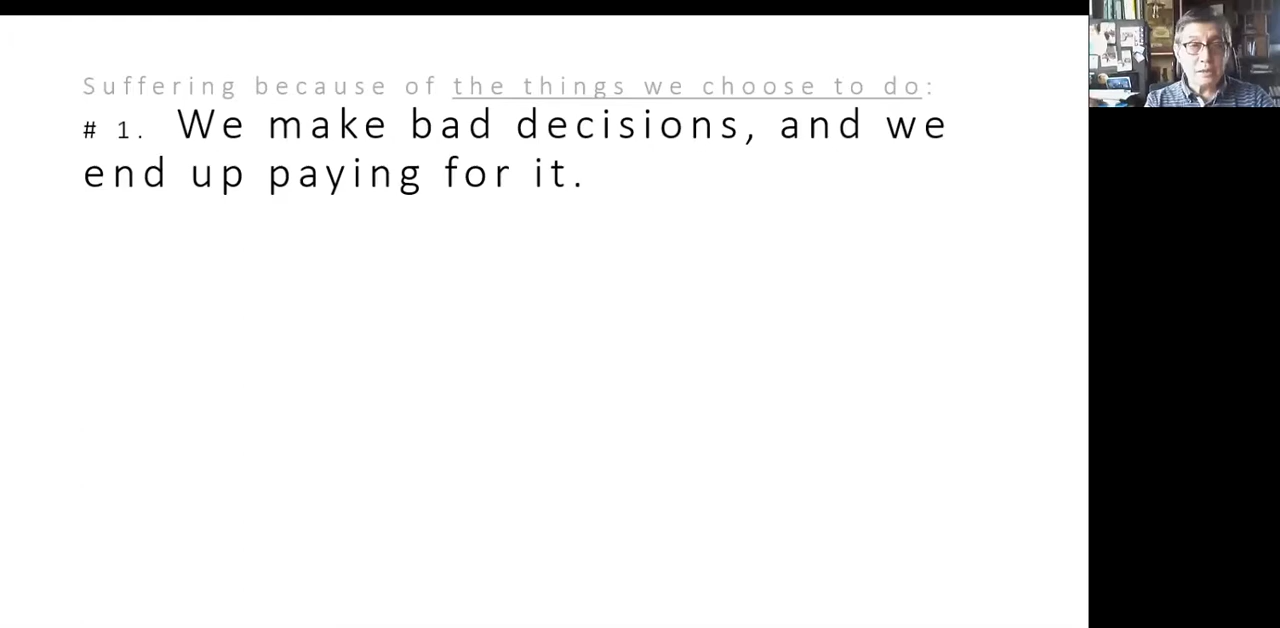 Suffering because of the things we choose to do:
# 1. We make bad decisions, and we
end up paying for it.